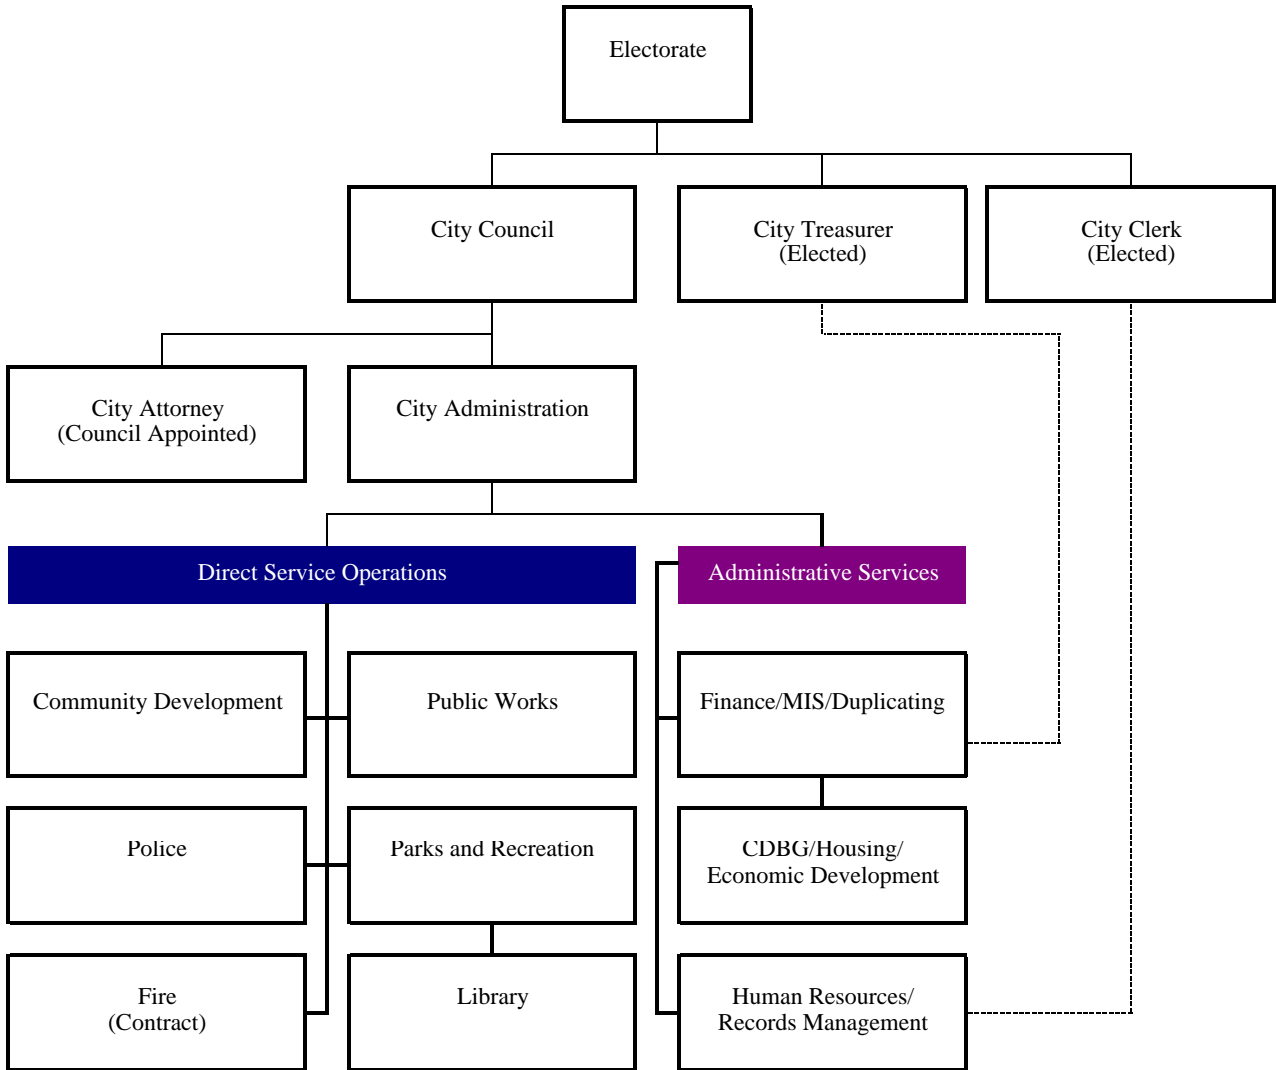 Electorate
City Council
City Treasurer
(Elected)
City Clerk
(Elected)
City Attorney
(Council Appointed)
City Administration
Direct Service Operations
Administrative Services
Community Development
Public Works
Finance/MIS/Duplicating
Police
Parks and Recreation
CDBG/Housing/
Economic Development
Fire
(Contract)
Library
Human Resources/
Records Management